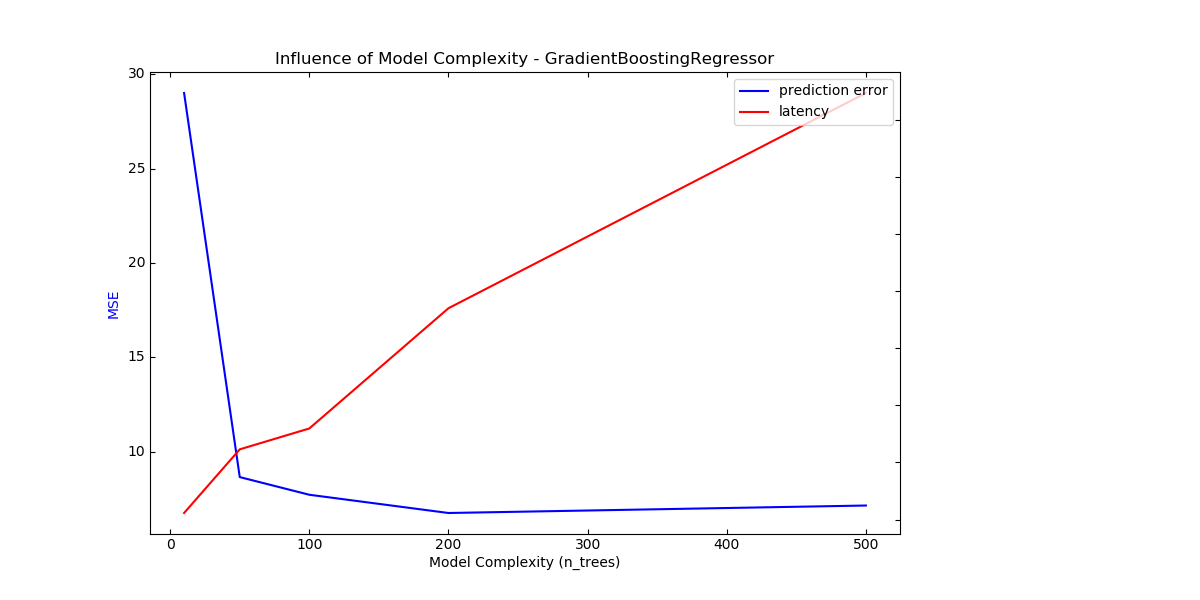 Influence of Model Complexity - GradientBoostingRegressor
prediction error
latency
30
25
20
15
10
MSE
0 100 200 300 400 500
Model Complexity (n_trees)